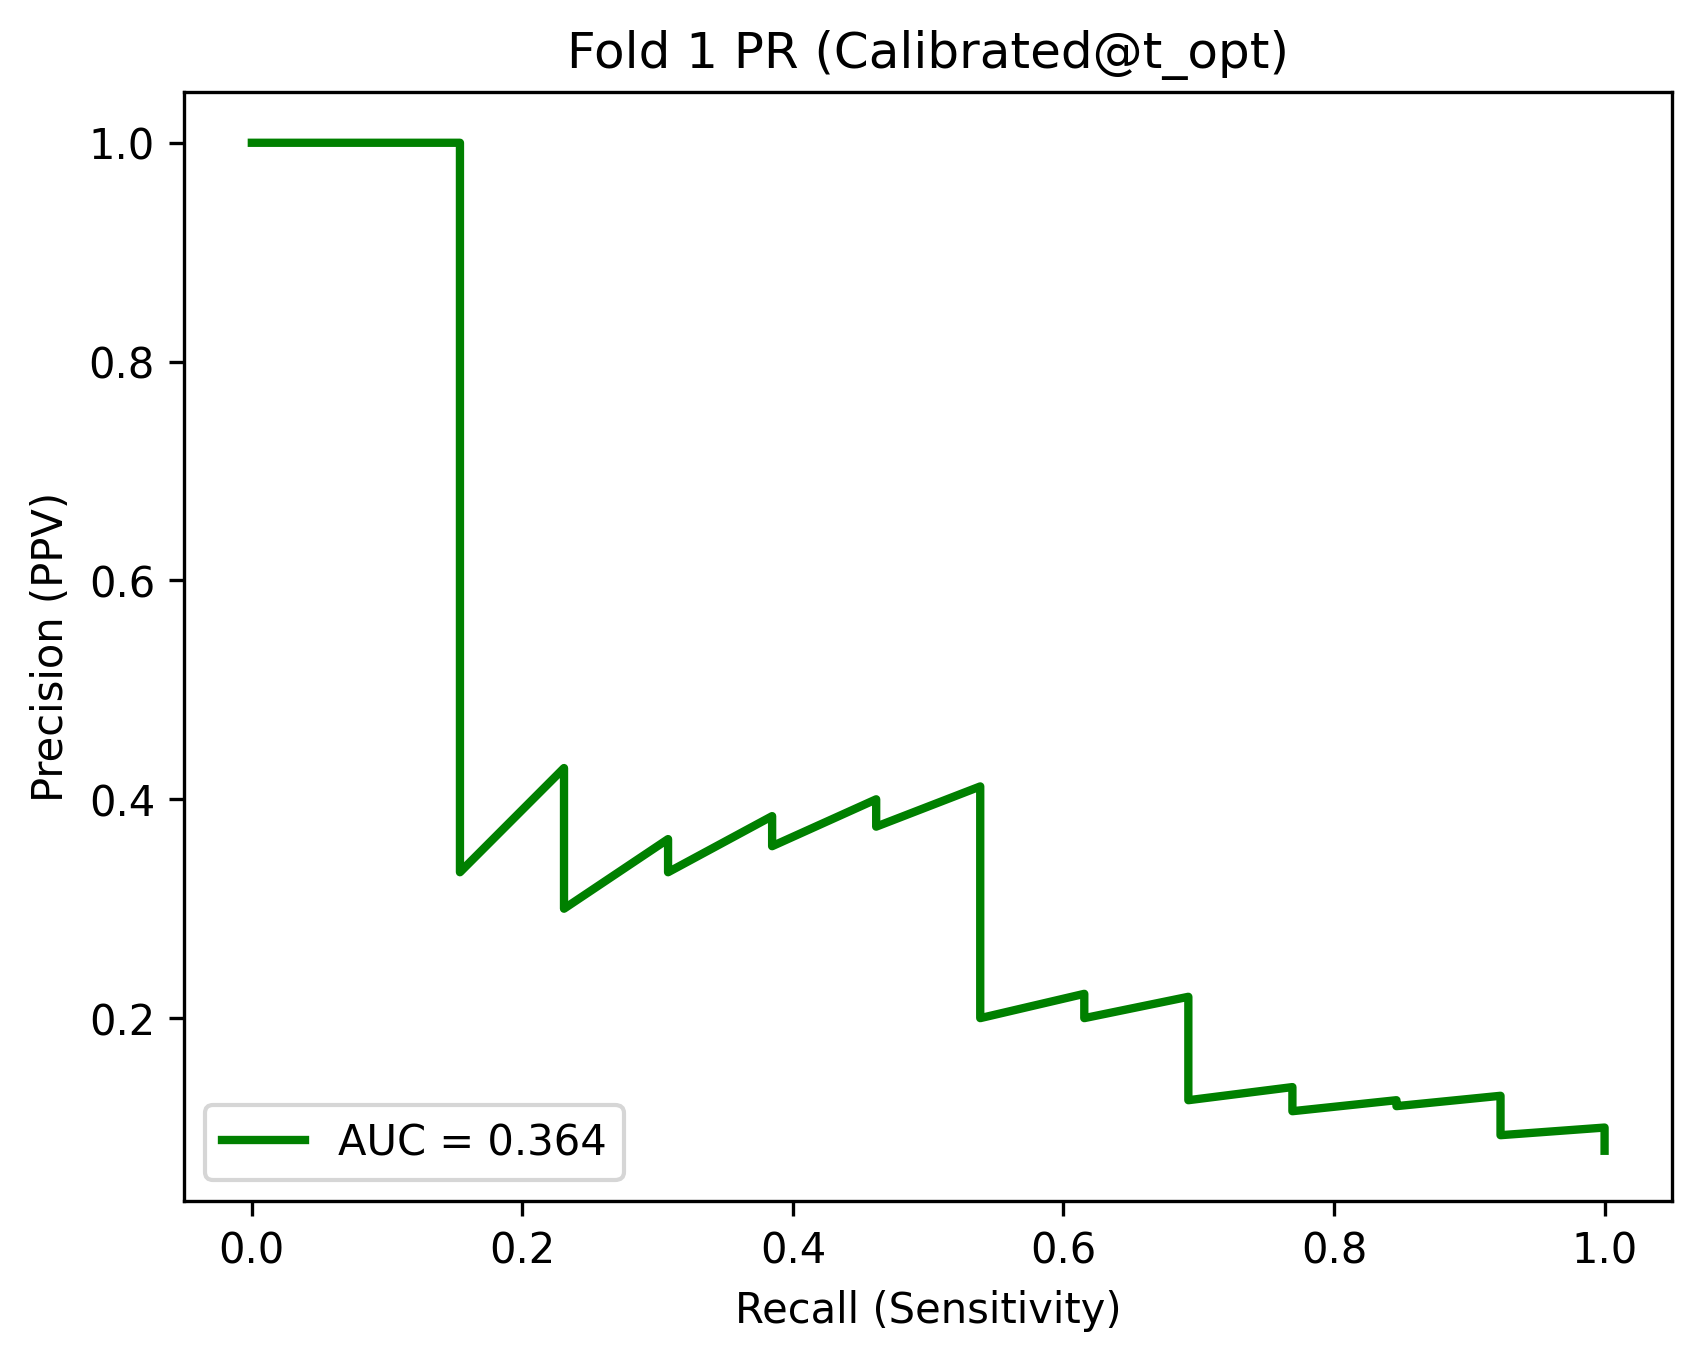 Fold 1 PR (Calibrated@t_opt)
Precision (PPV)
1.0
0.8
0.6
0.4
0.2
AUC = 0.364
0.0 0.2 0.4 0.6 0.8 1.0
Recall (Sensitivity)